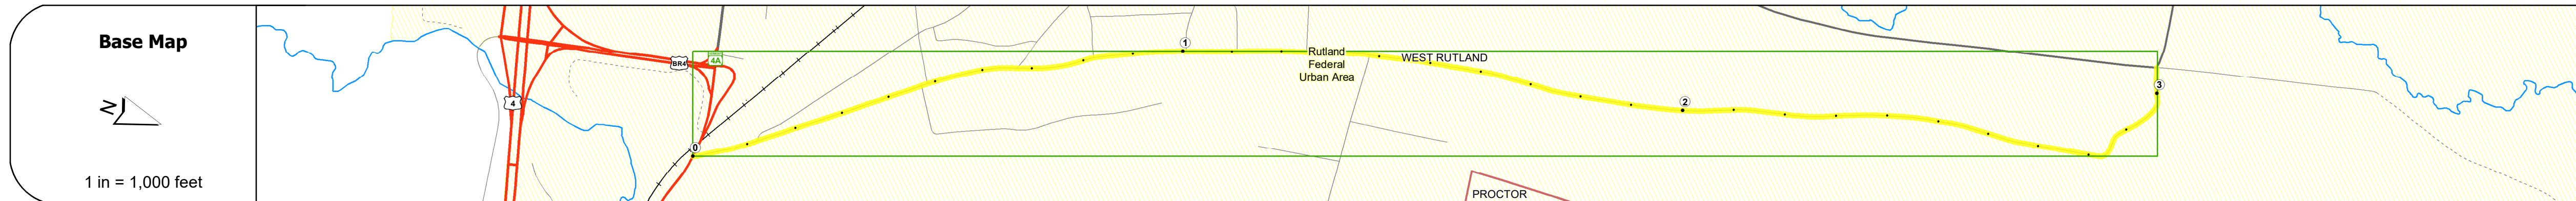 Base Map
N
1 in = 1,000 feet
4
BR4
4A
0
1
Rutland
Federal
Urban Area
WEST RUTLAND
2
3
PROCTOR